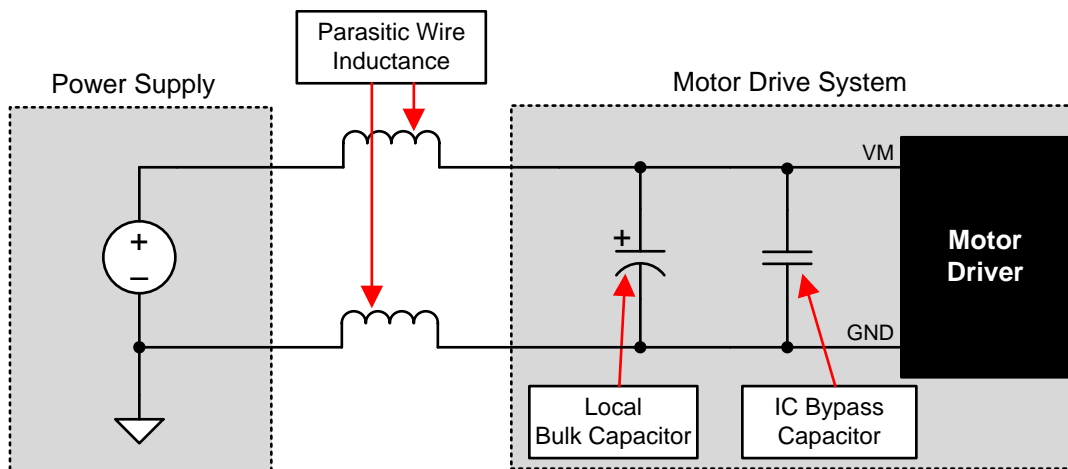 Parasitic Wire
Inductance
Power Supply
Motor Drive System
VM
+
+
–
Motor
Driver
GND
Local
Bulk Capacitor
IC Bypass
Capacitor